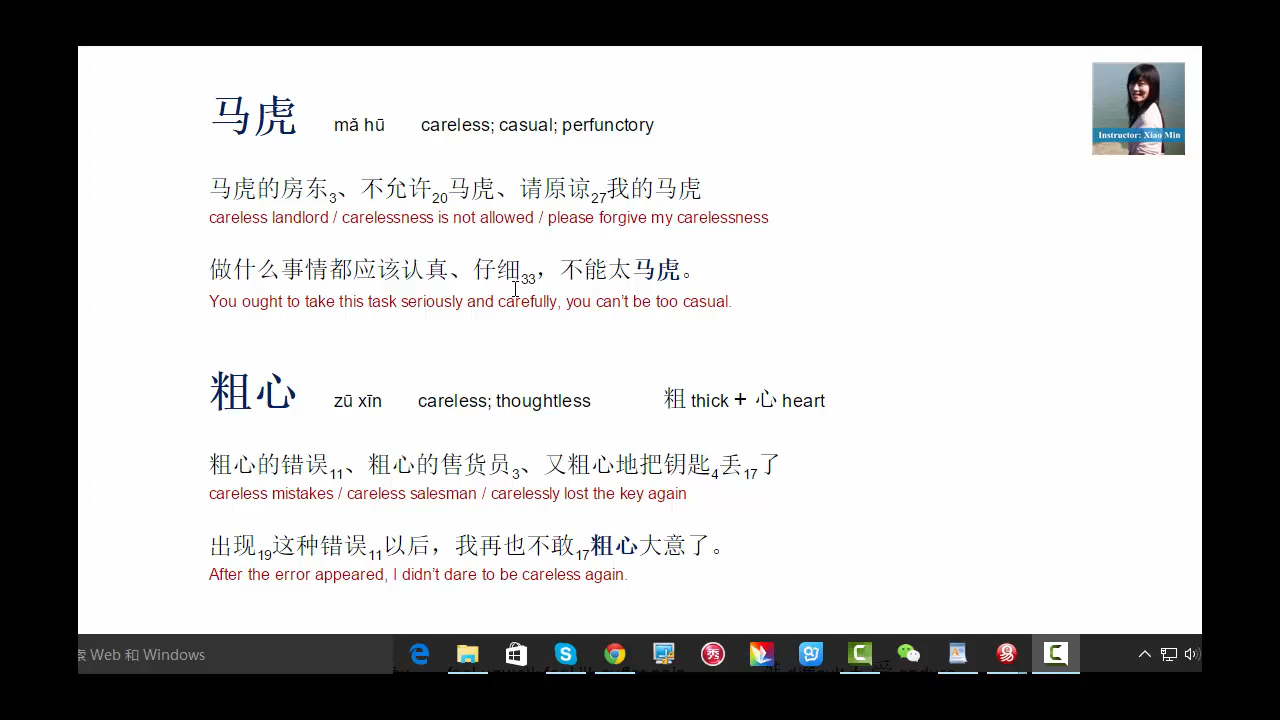 马虎 mǎ hū careless; casual; perfunctory
Instructor: Xiao Min
马虎的房东3、不允许20马虎、请原谅27我的马虎
careless landlord / carelessness is not allowed / please forgive my carelessness
做什么事情都应该认真、仔细33，不能太马虎。
You ought to take this task seriously and carefully, you can't be too casual.
粗心 zū xīn careless; thoughtless 粗 thick + 心 heart
粗心的错误11、粗心的售货员3、又粗心地把钥匙4丢17了
careless mistakes / careless salesman / carelessly lost the key again
出现19这种错误11以后，我再也不敢17粗心大意了。
After the error appeared, I didn't dare to be careless again.
索 Web 和 Windows